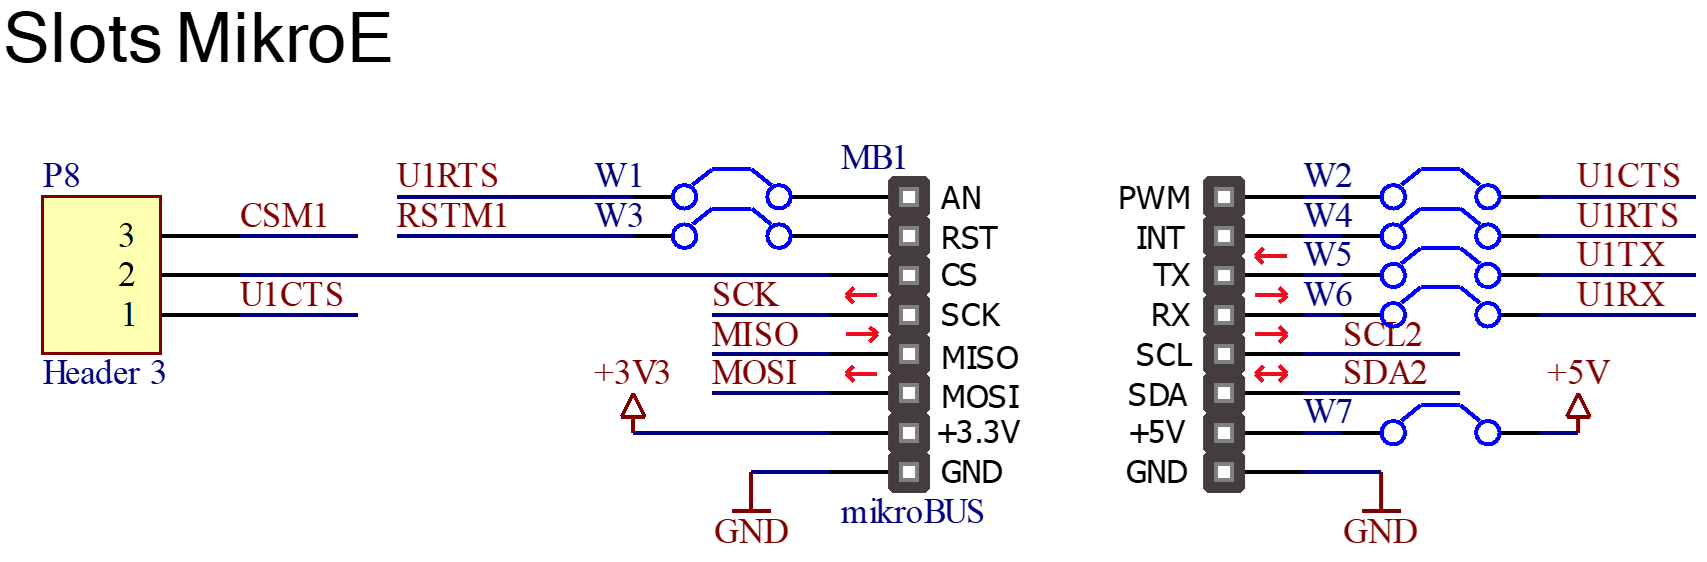 Slots MikroE
P8
3 CSM1
2
1 U1CTS
Header 3
U1RTS W1
RSTM1 W3
SCK
MISO
MOSI
+3V3
GND
MB1
AN
RST
CS
SCK
MISO
MOSI
+3.3V
GND
mikroBUS
PWM W2 U1CTS
INT W4 U1RTS
TX W5 U1TX
RX W6 U1RX
SCL SCL2
SDA SDA2
+5V W7 +5V
GND
GND